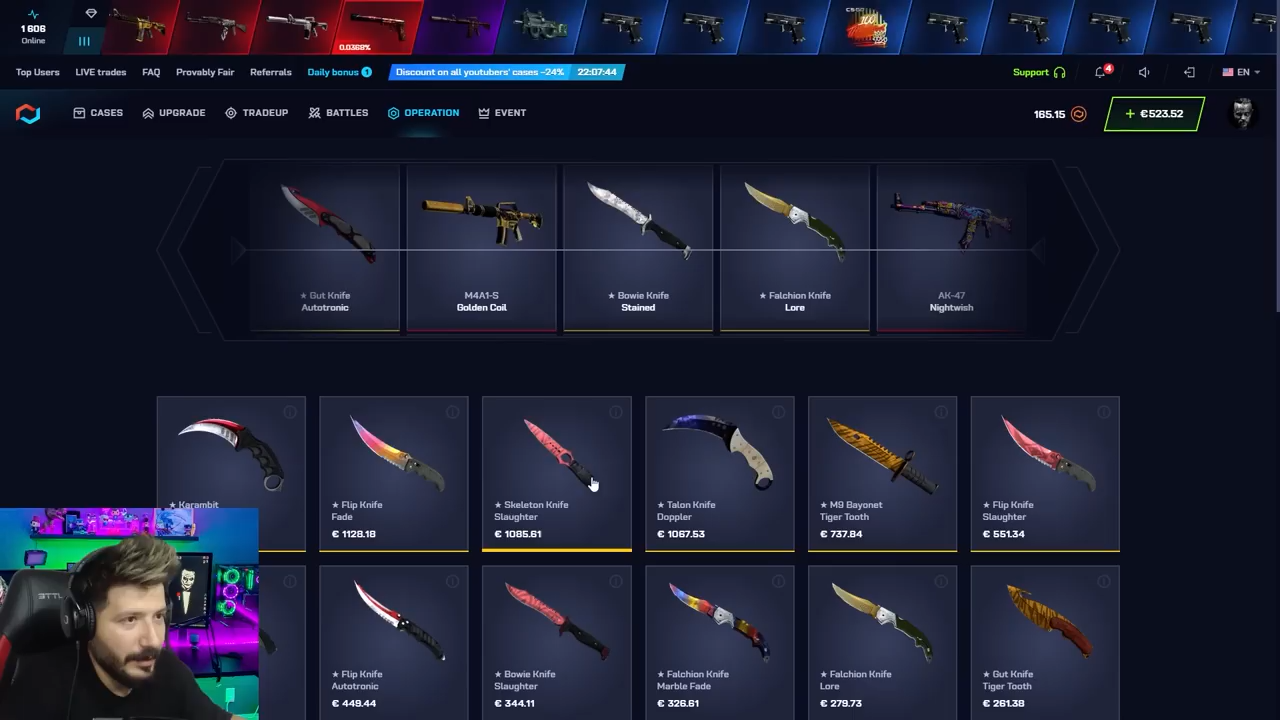 1 606
Online
0.0368%
Top Users
LIVE trades
FAQ
Provably Fair
Referrals
Daily bonus 1
Discount on all youtubers' cases -24% 22:07:44
Support
4
EN
CASES
UPGRADE
TRADEUP
BATTLES
OPERATION
EVENT
165.15
+ €523.52
★ Gut Knife
Autotronic
M4A1-S
Golden Coil
★ Bowie Knife
Stained
★ Falchion Knife
Lore
AK-47
Nightwish
★ Karambit
★ Flip Knife
Fade
€ 1128.18
★ Skeleton Knife
Slaughter
€ 1085.61
★ Talon Knife
Doppler
€ 1067.53
★ M9 Bayonet
Tiger Tooth
€ 737.84
★ Flip Knife
Slaughter
€ 551.34
★ Flip Knife
Autotronic
€ 449.44
★ Bowie Knife
Slaughter
€ 344.11
★ Falchion Knife
Marble Fade
€ 326.61
★ Falchion Knife
Lore
€ 279.73
★ Gut Knife
Tiger Tooth
€ 261.38